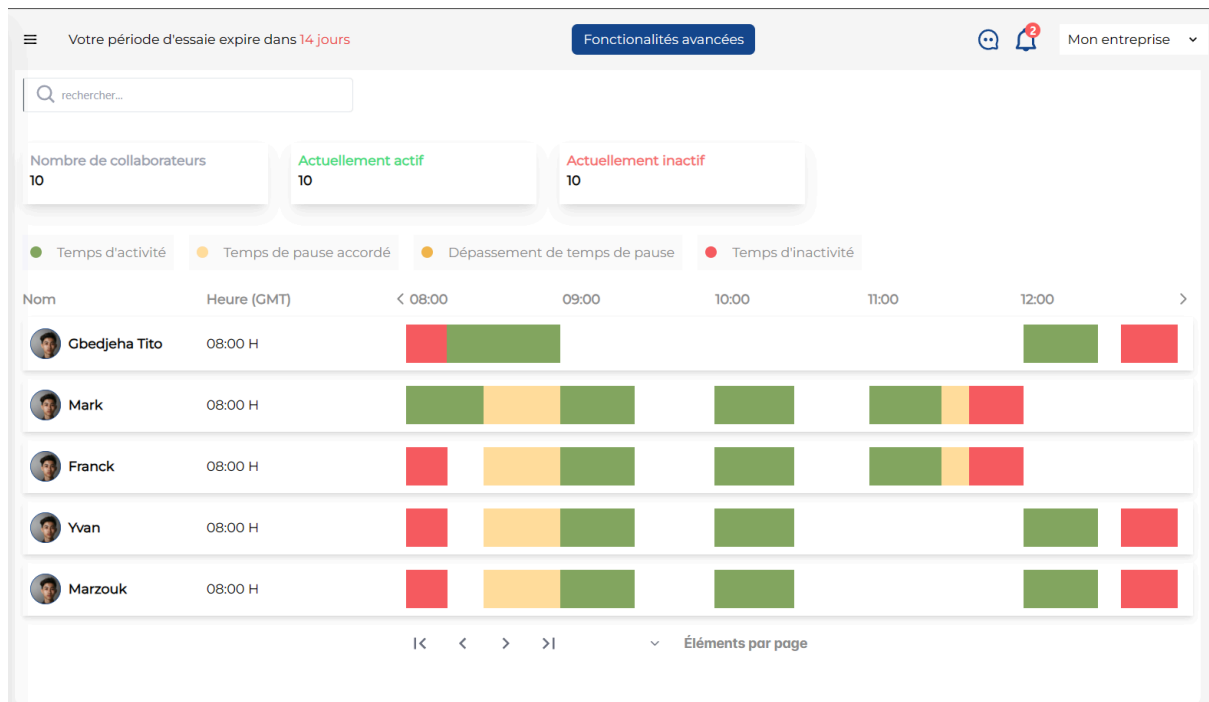 Votre période d'essaie expire dans 14 jours
Fonctionalités avancées
2
Mon entreprise
rechercher...
Nombre de collaborateurs
10
Actuellement actif
10
Actuellement inactif
10
Temps d'activité
Temps de pause accordé
Dépassement de temps de pause
Temps d'inactivité
Nom Heure (GMT) 08:00 09:00 10:00 11:00 12:00
Gbedjeha Tito 08:00 H
Mark 08:00 H
Franck 08:00 H
Yvan 08:00 H
Marzouk 08:00 H
Éléments par page